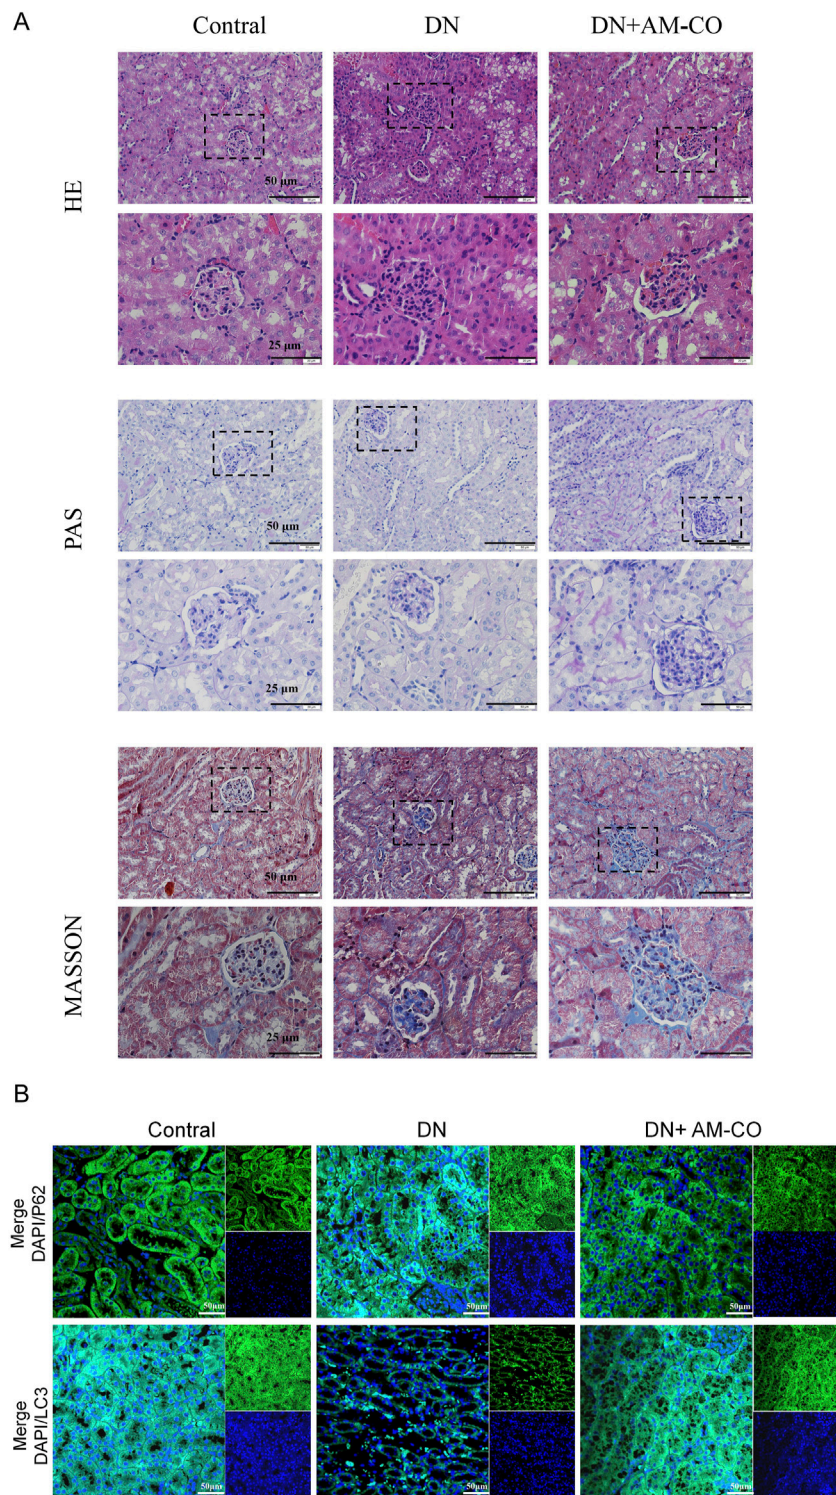 A
Contral DN DN+AM-CO
HE
50 μm
25 μm
PAS
50 μm
25 μm
MASSON
50 μm
25 μm
B
Contral DN DN+ AM-CO
Merge
DAPI/P62
50μm 50μm 50μm
Merge
DAPI/LC3
50μm 50μm 50μm